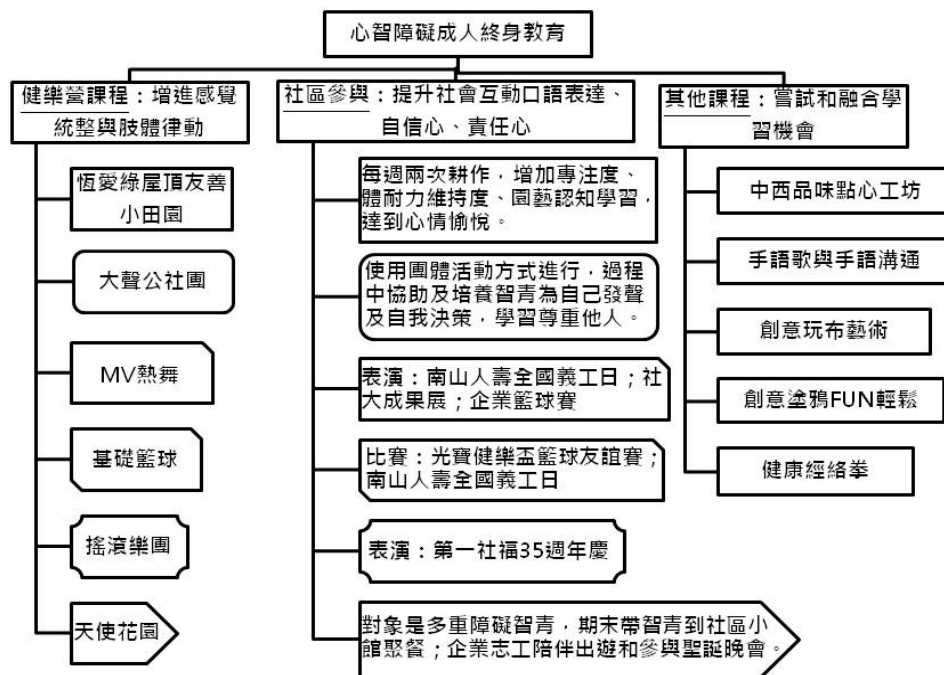 心智障礙成人終身教育
健樂營課程：增進感覺
統整與肢體律動
恆愛綠屋頂友善
小田園
大聲公社團
MV熱舞
基礎籃球
搖滾樂團
天使花園
社區參與：提升社會互動口語表達、
自信心、責任心
每週兩次耕作，增加專注度、
體耐力維持度、園藝認知學習，
達到心情愉悅。
使用團體活動方式進行，過程
中協助及培養智青為自己發聲
及自我決策，學習尊重他人。
表演：南山人壽全國義工日；社
大成果展；企業籃球賽
比賽：光寶健樂盃籃球友誼賽；
南山人壽全國義工日
表演：第一社福35週年慶
對象是多重障礙智青，期末帶智青到社區小
館聚餐；企業志工陪伴出遊和參與聖誕晚會。
其他課程：嘗試和融合學
習機會
中西品味點心工坊
手語歌與手語溝通
創意玩布藝術
創意塗鴉FUN輕鬆
健康經絡拳